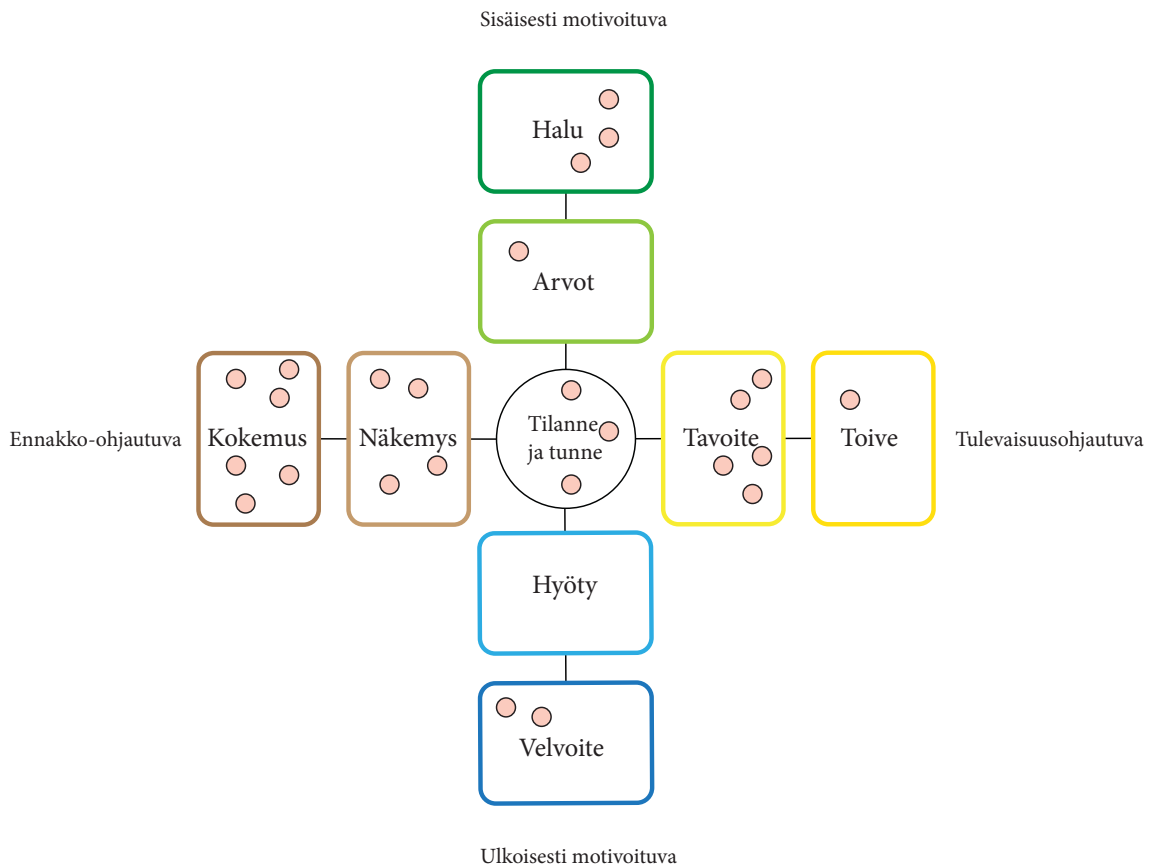 Sisäisesti motivoituva
Halu
Arvot
Ennakko-ohjautuva
Kokemus
Näkemys
Tilanne
ja tunne
Tavoite
Toive
Tulevaisuusohjautuva
Hyöty
Velvoite
Ulkoisesti motivoituva